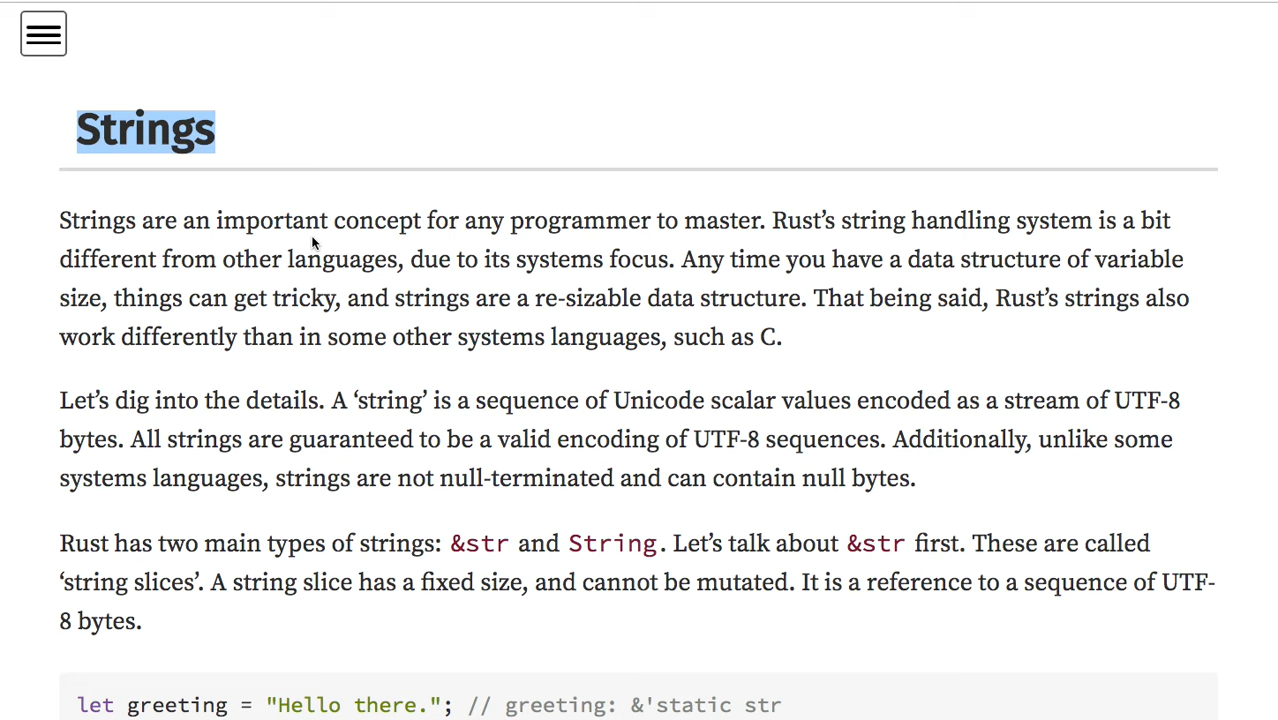 Strings
Strings are an important concept for any programmer to master. Rust’s string handling system is a bit
different from other languages, due to its systems focus. Any time you have a data structure of variable
size, things can get tricky, and strings are a re-sizable data structure. That being said, Rust’s strings also
work differently than in some other systems languages, such as C.
Let’s dig into the details. A ‘string’ is a sequence of Unicode scalar values encoded as a stream of UTF-8
bytes. All strings are guaranteed to be a valid encoding of UTF-8 sequences. Additionally, unlike some
systems languages, strings are not null-terminated and can contain null bytes.
Rust has two main types of strings: &str and String. Let’s talk about &str first. These are called
‘string slices’. A string slice has a fixed size, and cannot be mutated. It is a reference to a sequence of UTF-
8 bytes.
let greeting = "Hello there."; // greeting: &'static str